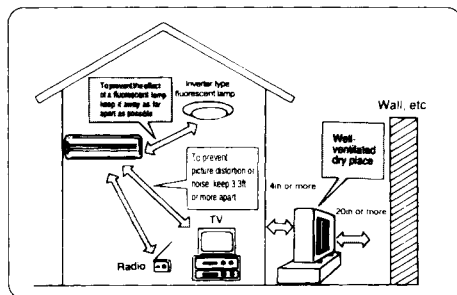 To prevent the effect
of a fluorescent lamp
keep it away as far
apart as possible
Inverter type
fluorescent lamp
Wall, etc
Well-
ventilated
dry place
To prevent
picture distortion or
noise keep 3 3ft
or more apart
4in or more
20in or more
TV
Radio